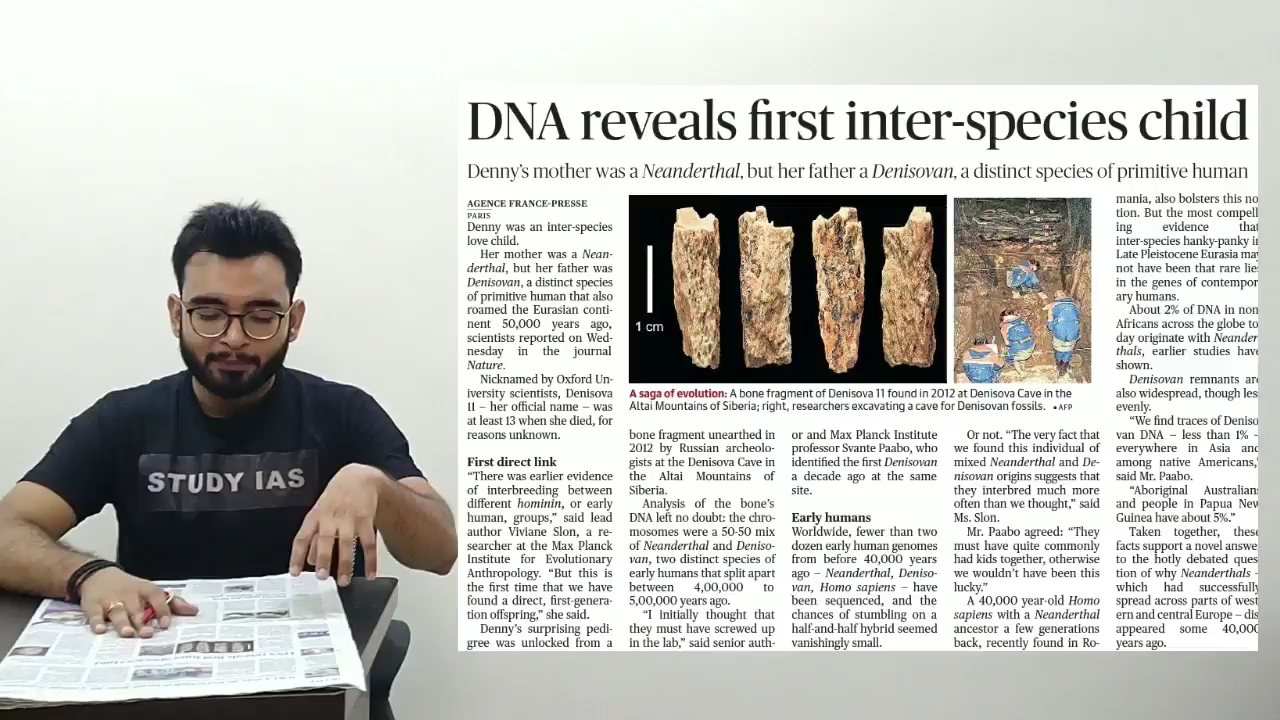 STUDY IAS
DNA reveals first inter-species child
Denny's mother was a Neanderthal, but her father a Denisovan, a distinct species of primitive human
AGENCE FRANCE-PRESSE
PARIS
Denny was an inter-species
love child.
Her mother was a Nean-
derthal, but her father was
Denisovan, a distinct species
of primitive human that also
roamed the Eurasian conti-
nent 50,000 years ago,
scientists reported on Wed-
nesday in the journal
Nature.
Nicknamed by Oxford Un-
iversity scientists, Denisova
11 – her official name – was
at least 13 when she died, for
reasons unknown.
First direct link
“There was earlier evidence
of interbreeding between
different hominin, or early
human, groups,” said lead
author Viviane Slon, a re-
searcher at the Max Planck
Institute for Evolutionary
Anthropology. “But this is
the first time that we have
found a direct, first-genera-
tion offspring,” she said.
Denny's surprising pedi-
gree was unlocked from a
1 cm
A saga of evolution: A bone fragment of Denisova 11 found in 2012 at Denisova Cave in the
Altai Mountains of Siberia; right, researchers excavating a cave for Denisovan fossils. ▪ AFP
bone fragment unearthed in
2012 by Russian archeolo-
gists at the Denisova Cave in
the Altai Mountains of
Siberia.
Analysis of the bone's
DNA left no doubt: the chro-
mosomes were a 50-50 mix
of Neanderthal and Deniso-
van, two distinct species of
early humans that split apart
between 4,00,000 to
5,00,000 years ago.
“I initially thought that
they must have screwed up
in the lab,” said senior auth-
or and Max Planck Institute
professor Svante Paabo, who
identified the first Denisovan
a decade ago at the same
site.
Early humans
Worldwide, fewer than two
dozen early human genomes
from before 40,000 years
ago – Neanderthal, Deniso-
van, Homo sapiens – have
been sequenced, and the
chances of stumbling on a
half-and-half hybrid seemed
vanishingly small.
Or not. “The very fact that
we found this individual of
mixed Neanderthal and De-
nisovan origins suggests that
they interbred much more
often than we thought,” said
Ms. Slon.
Mr. Paabo agreed: “They
must have quite commonly
had kids together, otherwise
we wouldn't have been this
lucky.”
A 40,000 year-old Homo
sapiens with a Neanderthal
ancestor a few generations
back, recently found in Ro-
mania, also bolsters this no
tion. But the most compell
ing evidence that
inter-species hanky-panky i
Late Pleistocene Eurasia may
not have been that rare lie
in the genes of contempor
ary humans.
About 2% of DNA in non
Africans across the globe to
day originate with Neander
thals, earlier studies have
shown.
Denisovan remnants are
also widespread, though less
evenly.
“We find traces of Deniso
van DNA – less than 1% –
everywhere in Asia and
among native Americans,”
said Mr. Paabo.
“Aboriginal Australians
and people in Papua New
Guinea have about 5%.”
Taken together, these
facts support a novel answe
to the hotly debated ques
tion of why Neanderthals –
which had successfully
spread across parts of west
ern and central Europe – dis
appeared some 40,000
years ago.